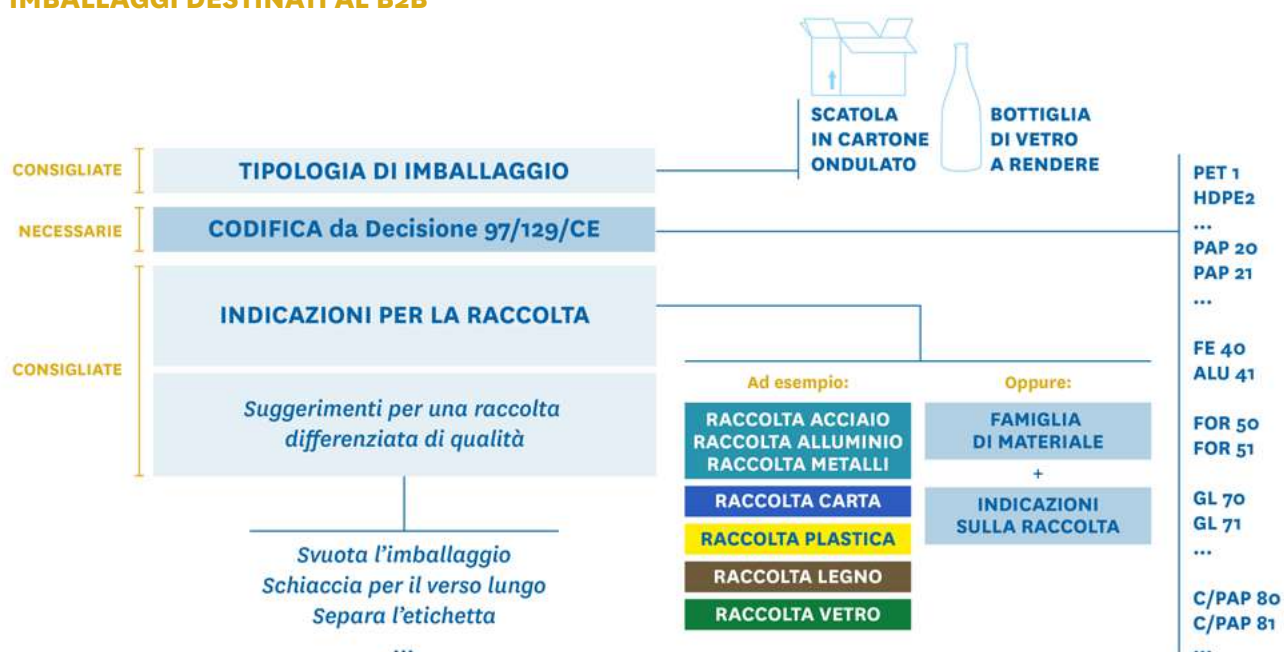 IMBALLAGGI DESTINATI AL B2B
SCATOLA
IN CARTONE
ONDULATO
BOTTIGLIA
DI VETRO
A RENDERE
CONSIGLIATE
TIPOLOGIA DI IMBALLAGGIO
NECESSARIE
CODIFICA da Decisione 97/129/CE
CONSIGLIATE
INDICAZIONI PER LA RACCOLTA
Suggerimenti per una raccolta
differenziata di qualità
Svuota l'imballaggio
Schiaccia per il verso lungo
Separa l'etichetta
...
Ad esempio:
RACCOLTA ACCIAIO
RACCOLTA ALLUMINIO
RACCOLTA METALLI
RACCOLTA CARTA
RACCOLTA PLASTICA
RACCOLTA LEGNO
RACCOLTA VETRO
Oppure:
FAMIGLIA
DI MATERIALE
+
INDICAZIONI
SULLA RACCOLTA
PET 1
HDPE2
...
PAP 20
PAP 21
...
FE 40
ALU 41
FOR 50
FOR 51
GL 70
GL 71
...
C/PAP 80
C/PAP 81
...